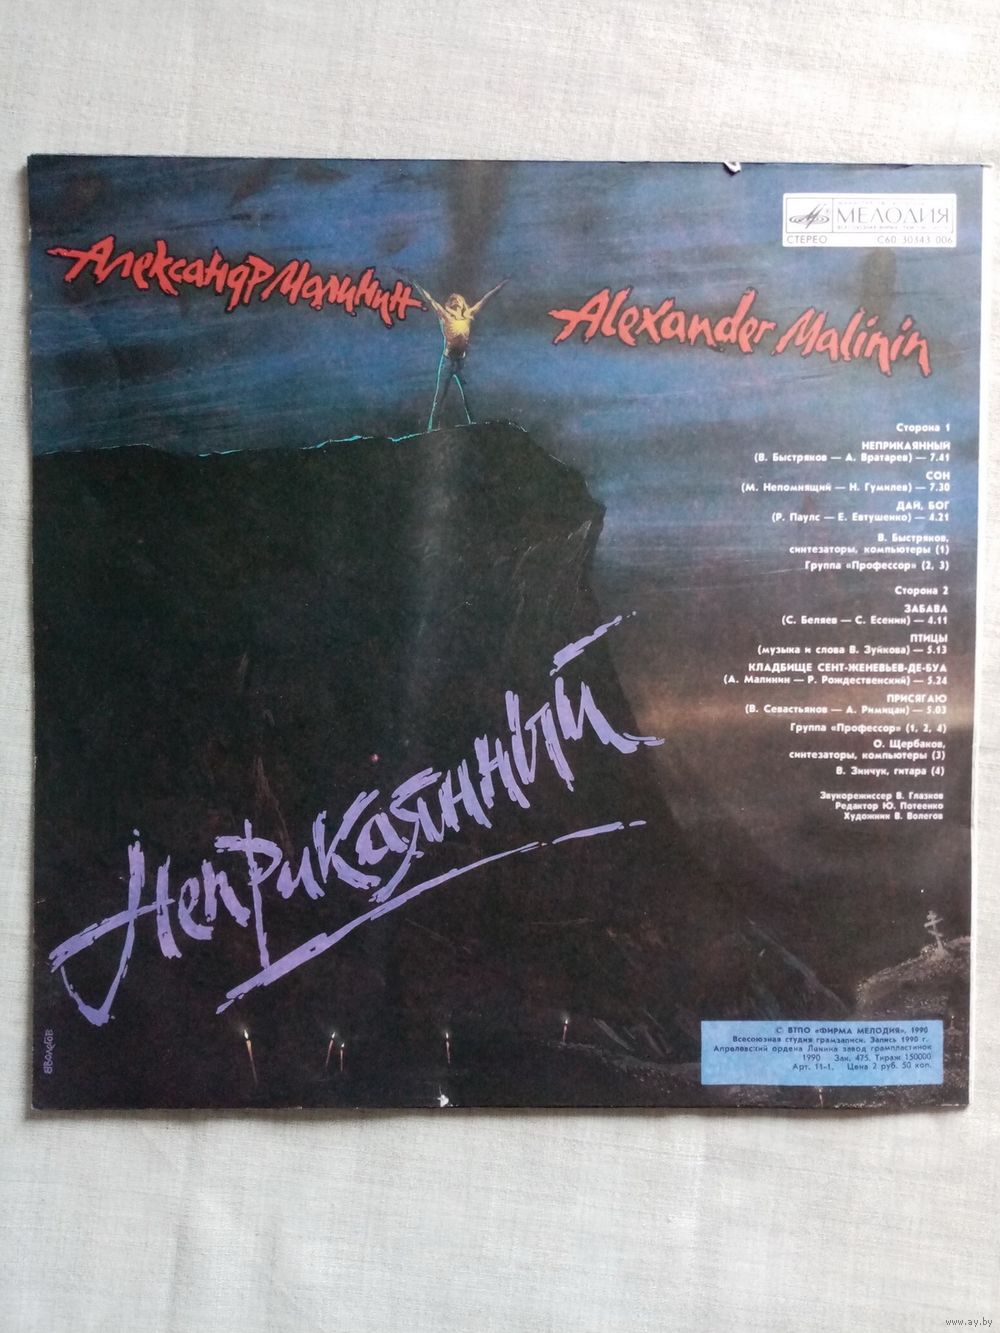 Александр Малинин
Alexander Malinin
МЕЛОДИЯ
СТЕРЕО С60 30343 006
Сторона 1
НЕПРИКАЯННЫЙ
(В. Быстряков — А. Вратарев) — 7.41
СОН
(М. Непомнящий — Н. Гумилев) — 7.30
ДАЙ, БОГ
(Р. Паулс — Е. Евтушенко) — 4.21
В. Быстряков,
синтезаторы, компьютеры (1)
Группа «Профессор» (2, 3)
Сторона 2
ЗАБАВА
(С. Беляев — С. Есенин) — 4.11
ПТИЦЫ
(музыка и слова В. Зуйкова) — 5.13
КЛАДБИЩЕ СЕНТ-ЖЕНЕВЬЕВ-ДЕ-БУА
(А. Малинин — Р. Рождественский) — 5.24
ПРИСЯГАЮ
(В. Севастьянов — А. Римицан) — 5.03
Группа «Профессор» (1, 2, 4)
О. Щербаков,
синтезаторы, компьютеры (3)
В. Зинчук, гитара (4)
Звукорежиссер В. Глазков
Редактор Ю. Потеенко
Художник В. Волегов
Неприкаянный
В ВОЛЕГОВ
© ВТПО «ФИРМА МЕЛОДИЯ», 1990
Всесоюзная студия грамзаписи. Запись 1990 г.
Апрелевский ордена Ленина завод грампластинок
1990 Зак. 475. Тираж 150000
Арт. 11-1. Цена 2 руб. 50 коп.
www.ay.by